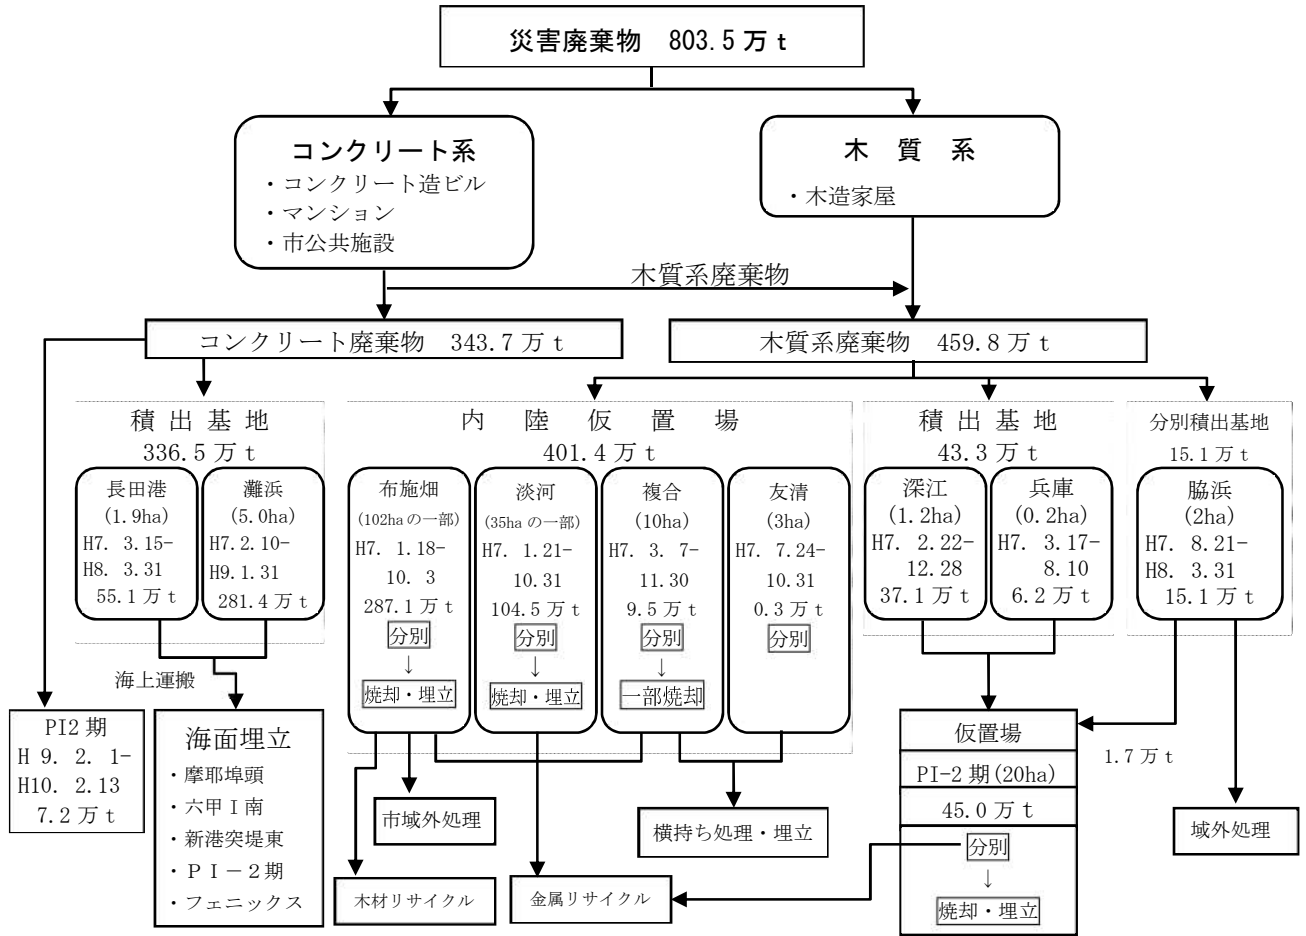 災害廃棄物　803.5 万 t
コンクリート系
・コンクリート造ビル
・マンション
・市公共施設
木　質　系
・木造家屋
木質系廃棄物
コンクリート廃棄物　343.7 万 t
木質系廃棄物　459.8 万 t
積 出 基 地
336.5 万 t
長田港
(1.9ha)
H7. 3.15-
H8. 3.31
55.1 万 t
灘浜
(5.0ha)
H7.2.10-
H9.1.31
281.4 万 t
内　陸　仮　置　場
401.4 万 t
布施畑
(102ha の一部)
H7. 1.18-
10. 3
287.1 万 t
分別
↓
焼却・埋立
淡河
(35ha の一部)
H7. 1.21-
10.31
104.5 万 t
分別
↓
焼却・埋立
複合
(10ha)
H7. 3. 7-
11.30
9.5 万 t
分別
↓
一部焼却
友清
(3ha)
H7. 7.24-
10.31
0.3 万 t
分別
積 出 基 地
43.3 万 t
深江
(1.2ha)
H7. 2.22-
12.28
37.1 万 t
兵庫
(0.2ha)
H7. 3.17-
8.10
6.2 万 t
分別積出基地
15.1 万 t
脇浜
(2ha)
H7. 8.21-
H8. 3.31
15.1 万 t
海上運搬
PI2 期
H 9. 2. 1-
H10. 2.13
7.2 万 t
海面埋立
・摩耶埠頭
・六甲Ｉ南
・新港突堤東
・ＰＩ－２期
・フェニックス
木材リサイクル
市域外処理
金属リサイクル
横持ち処理・埋立
仮置場
PI-2 期(20ha)
45.0 万 t
分別
↓
焼却・埋立
1.7 万 t
域外処理